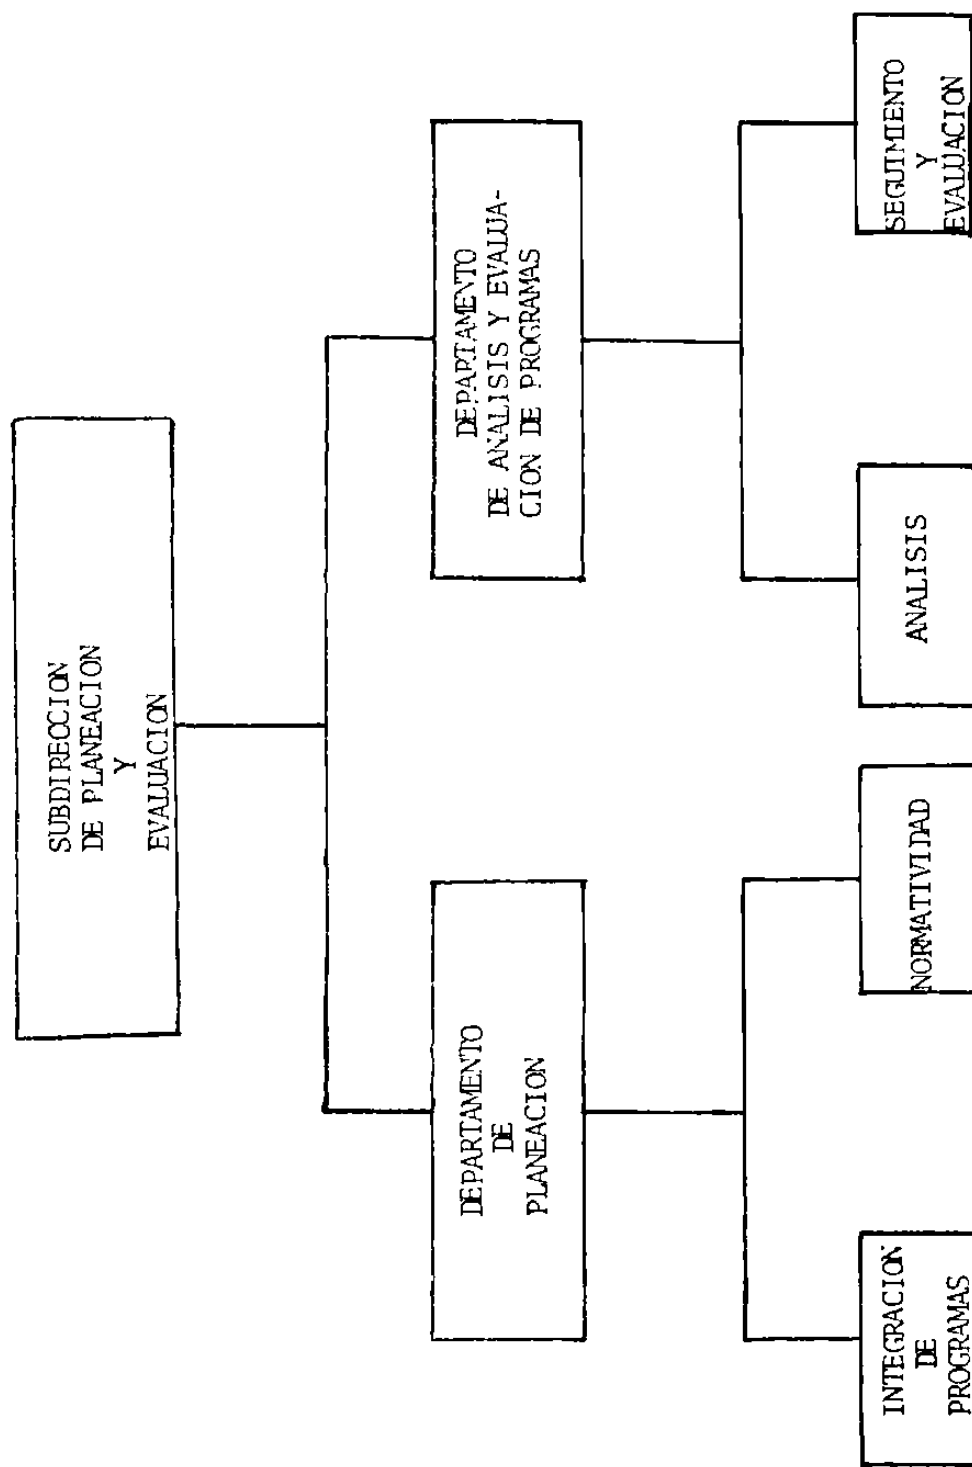 SUBDIRECCION
DE PLANEACION
Y
EVALUACION
DEPARTAMENTO
DE
PLANEACION
DEPARTAMENTO
DE ANALISIS Y EVALUA-
CION DE PROGRAMAS
INTEGRACION
DE
PROGRAMAS
NORMATIVIDAD
ANALISIS
SEGUIMIENTO
Y
EVALUACION